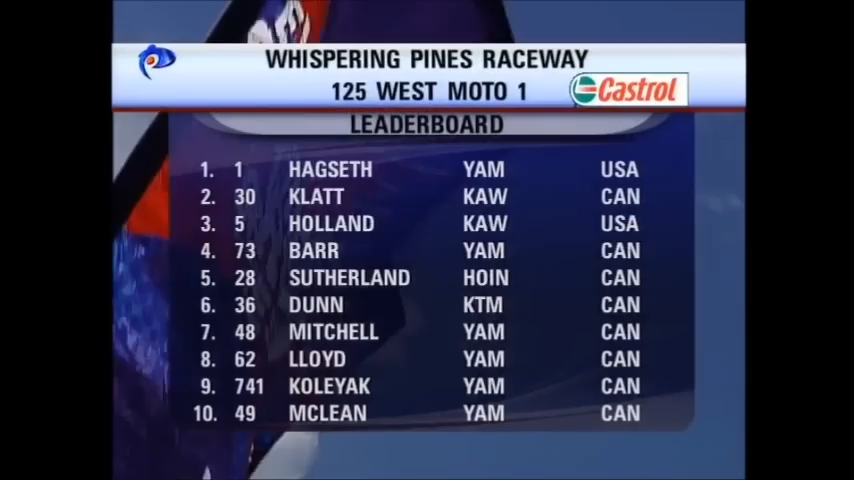 WHISPERING PINES RACEWAY
125 WEST MOTO 1
Castrol
LEADERBOARD
1. 1 HAGSETH YAM USA
2. 30 KLATT KAW CAN
3. 5 HOLLAND KAW USA
4. 73 BARR YAM CAN
5. 28 SUTHERLAND HOIN CAN
6. 36 DUNN KTM CAN
7. 48 MITCHELL YAM CAN
8. 62 LLOYD YAM CAN
9. 741 KOLEYAK YAM CAN
10. 49 MCLEAN YAM CAN